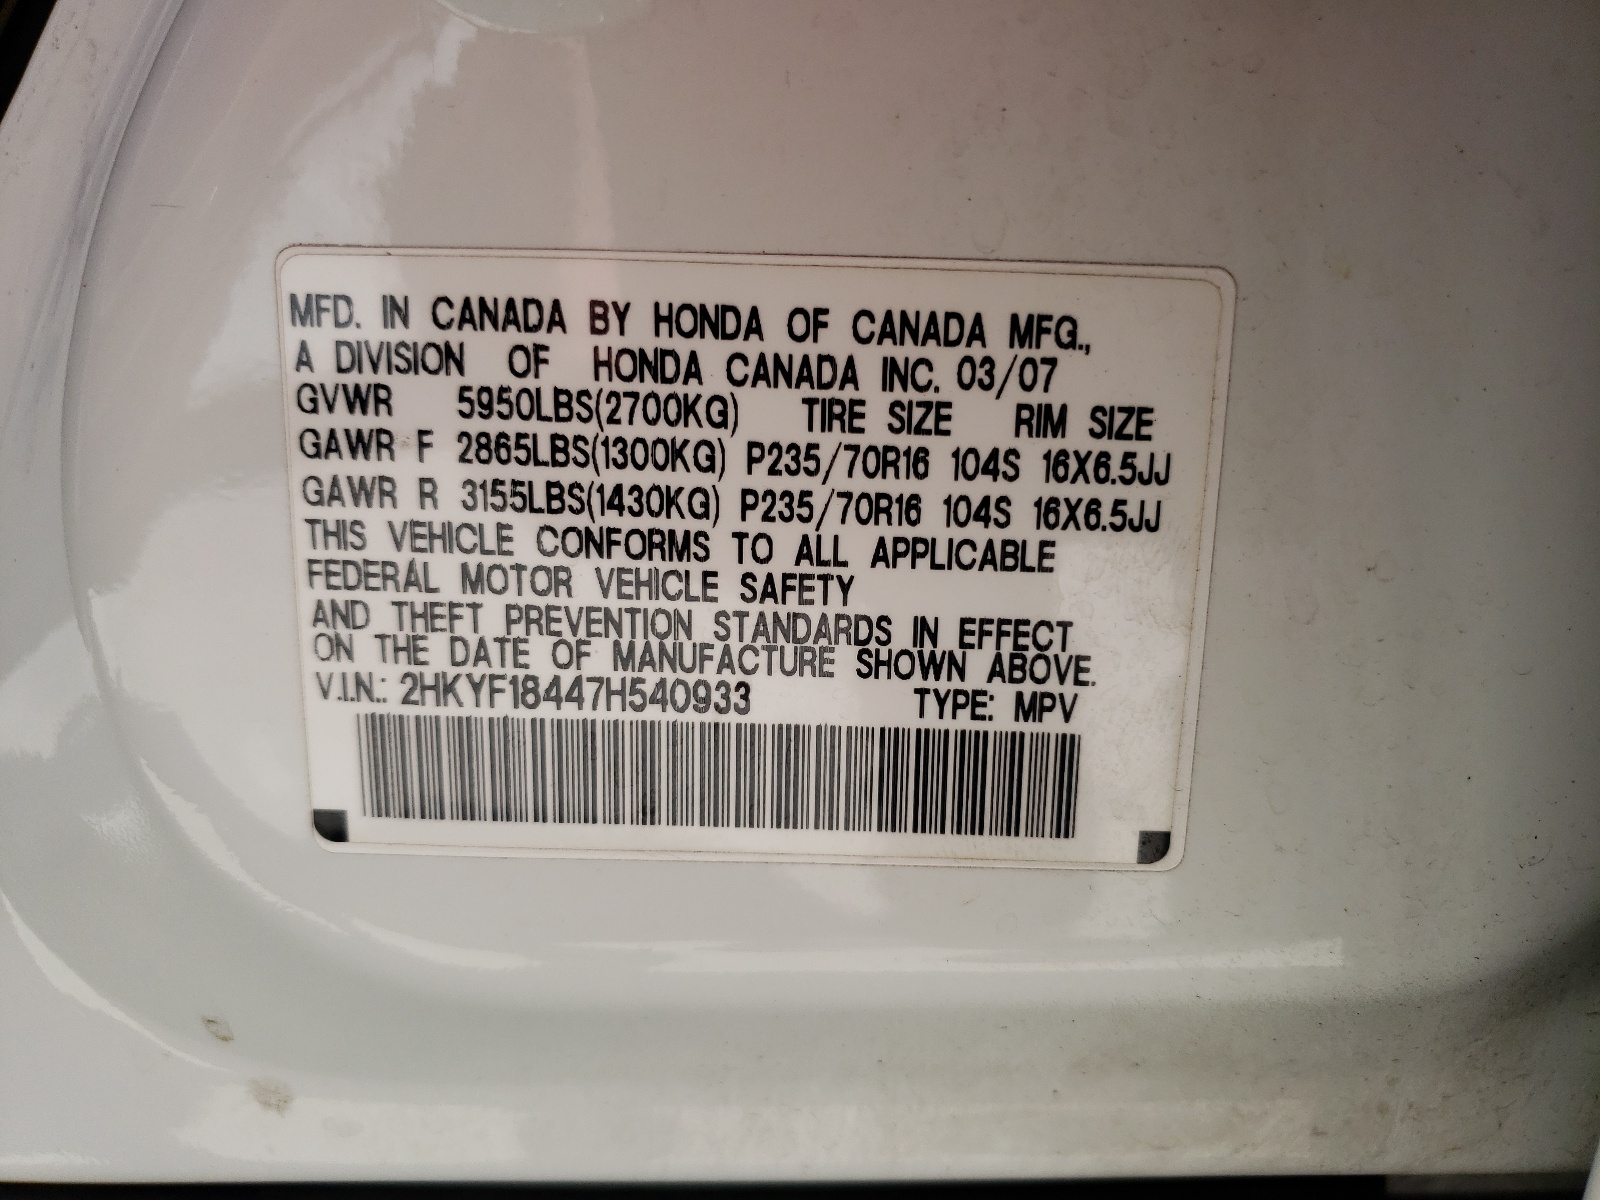 MFD. IN CANADA BY HONDA OF CANADA MFG.,
A DIVISION OF HONDA CANADA INC. 03/07
GVWR 5950LBS(2700KG) TIRE SIZE RIM SIZE
GAWR F 2865LBS(1300KG) P235/70R16 104S 16X6.5JJ
GAWR R 3155LBS(1430KG) P235/70R16 104S 16X6.5JJ
THIS VEHICLE CONFORMS TO ALL APPLICABLE
FEDERAL MOTOR VEHICLE SAFETY
AND THEFT PREVENTION STANDARDS IN EFFECT
ON THE DATE OF MANUFACTURE SHOWN ABOVE.
V.I.N.: 2HKYF18447H540933 TYPE: MPV